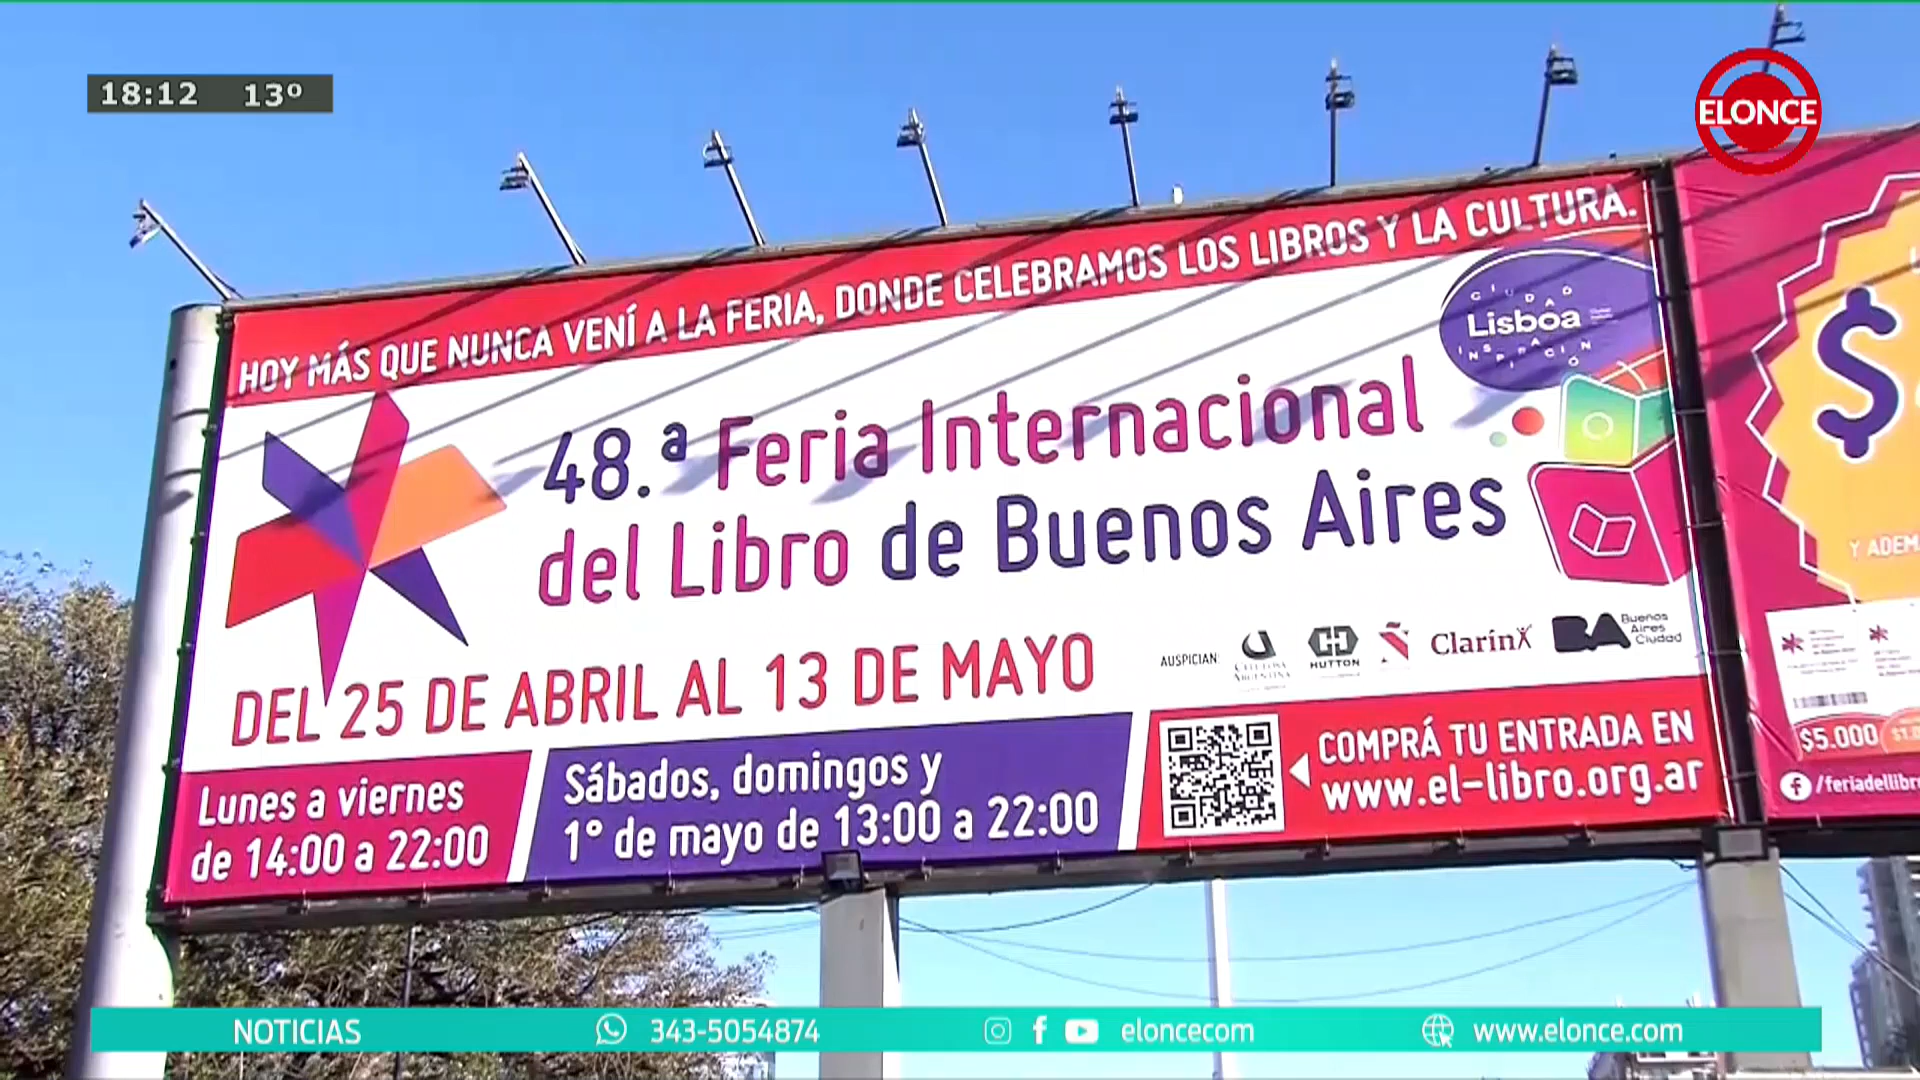 18:12 13º
ELONCE
HOY MÁS QUE NUNCA VENÍ A LA FERIA, DONDE CELEBRAMOS LOS LIBROS Y LA CULTURA.
CIUDAD
Lisboa
INSPIRACIÓN
48.ª Feria Internacional
del Libro de Buenos Aires
DEL 25 DE ABRIL AL 13 DE MAYO
AUSPICIAN:
HUTTON
Clarín
BA Buenos
Aires
Ciudad
Lunes a viernes
de 14:00 a 22:00
Sábados, domingos y
1° de mayo de 13:00 a 22:00
COMPRÁ TU ENTRADA EN
www.el-libro.org.ar
$
Y ADEM
$5.000
/feriadellibr
NOTICIAS
343-5054874
eloncecom
www.elonce.com